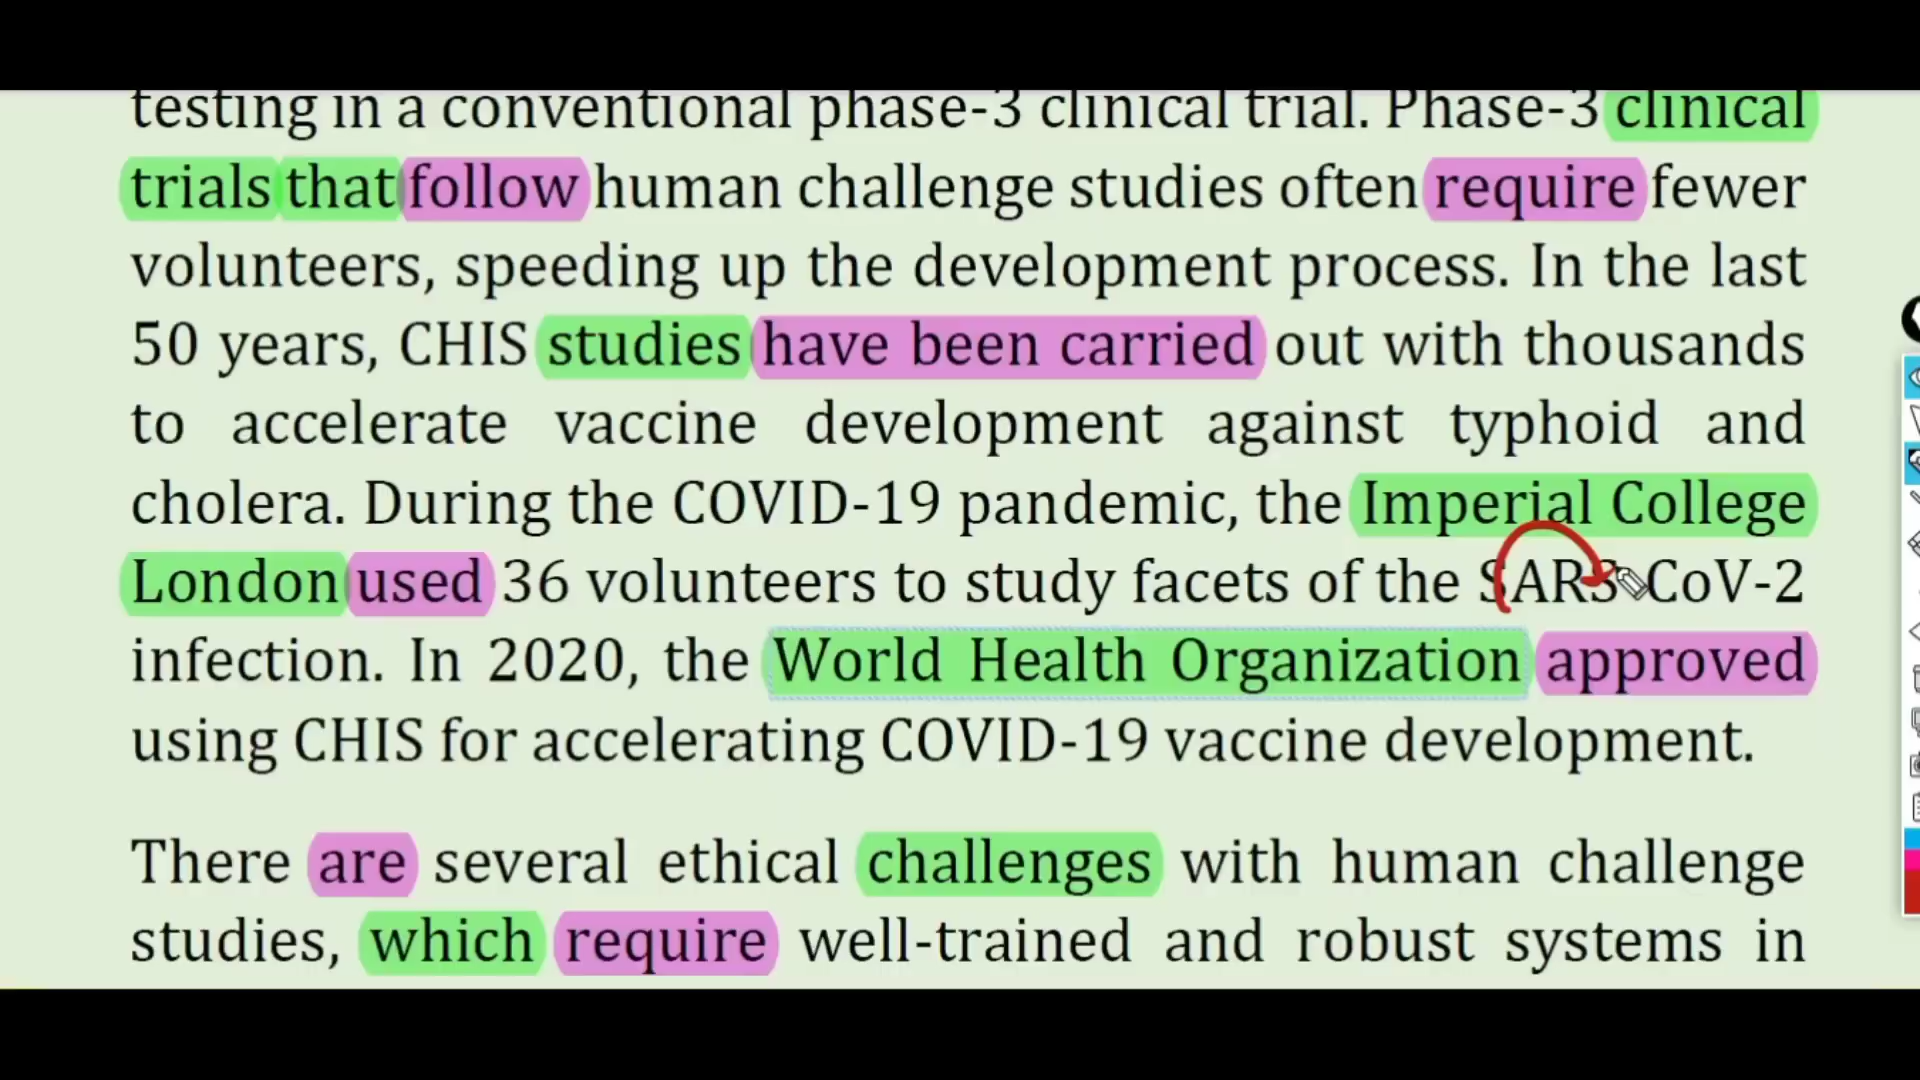 testing in a conventional phase-3 clinical trial. Phase-3 clinical
trials that follow human challenge studies often require fewer
volunteers, speeding up the development process. In the last
50 years, CHIS studies have been carried out with thousands
to accelerate vaccine development against typhoid and
cholera. During the COVID-19 pandemic, the Imperial College
London used 36 volunteers to study facets of the SARS-CoV-2
infection. In 2020, the World Health Organization approved
using CHIS for accelerating COVID-19 vaccine development.
There are several ethical challenges with human challenge
studies, which require well-trained and robust systems in